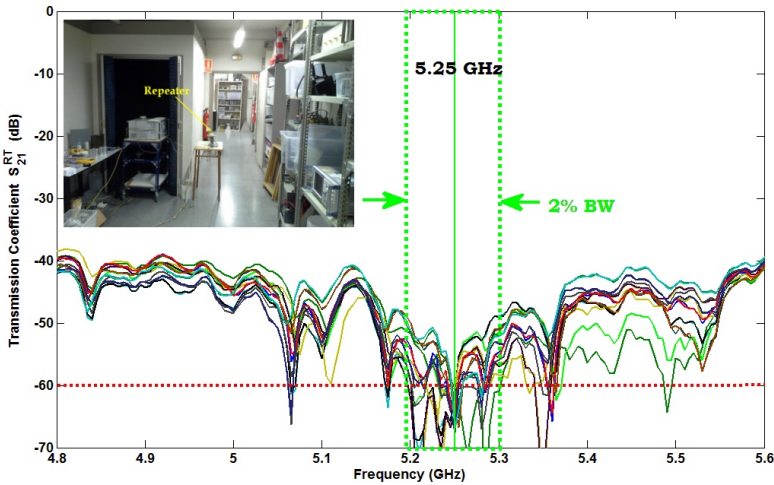 0
-10
-20
-30
-40
-50
-60
-70
Transmission Coefficient S₂₁ᴿᵀ (dB)
Repeater
5.25 GHz
2% BW
4.8 4.9 5 5.1 5.2 5.3 5.4 5.5 5.6
Frequency (GHz)